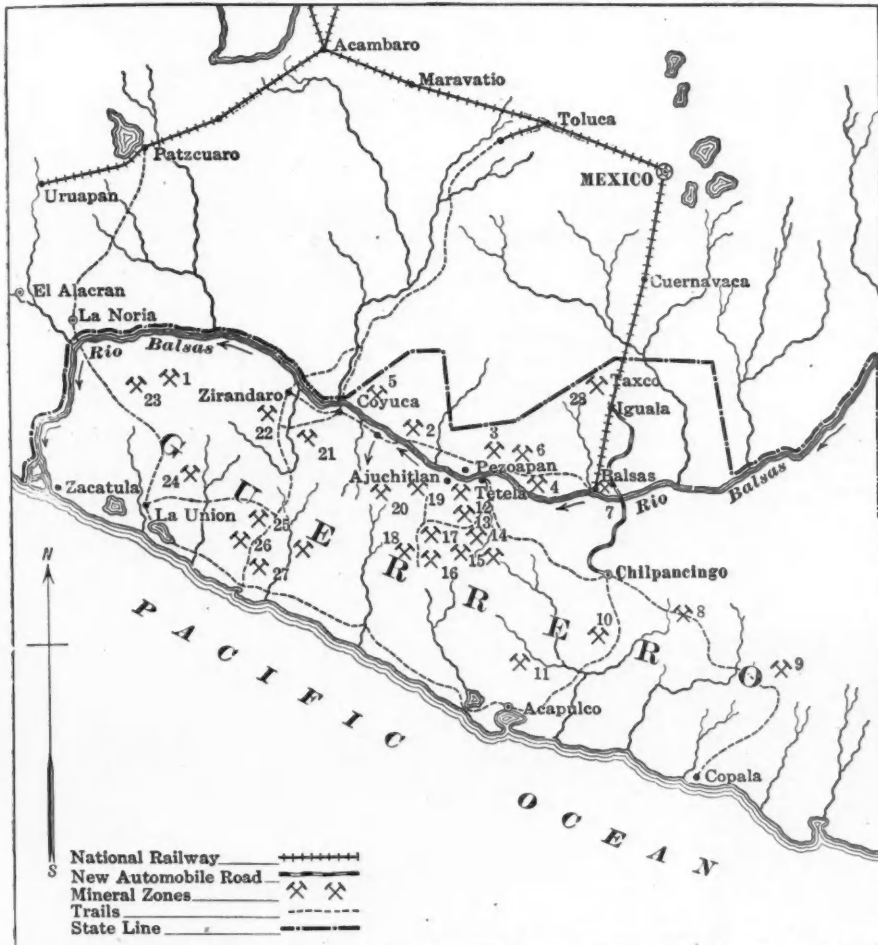 Acambaro
Maravatio
Toluca
Patzcuaro
MEXICO
Uruapan
Cuernavaca
El Alacran
La Noria
Rio Balsas
1
5
Taxco
23
Zirandaro
28
Coyuca
Iguala
22
2
3
6
21
G
Pezoapan
24
Ajuchitlan
4
Balsas
Zacatula
U
20
19
Tetela
7
Rio Balsas
La Union
12
25
E
13
17
14
26
18
Chilpancingo
27
R
16
15
N
R
8
10
E
PACIFIC
11
R
9
O
Acapulco
Copala
OCEAN
National Railway
New Automobile Road
Mineral Zones
Trails
State Line
S